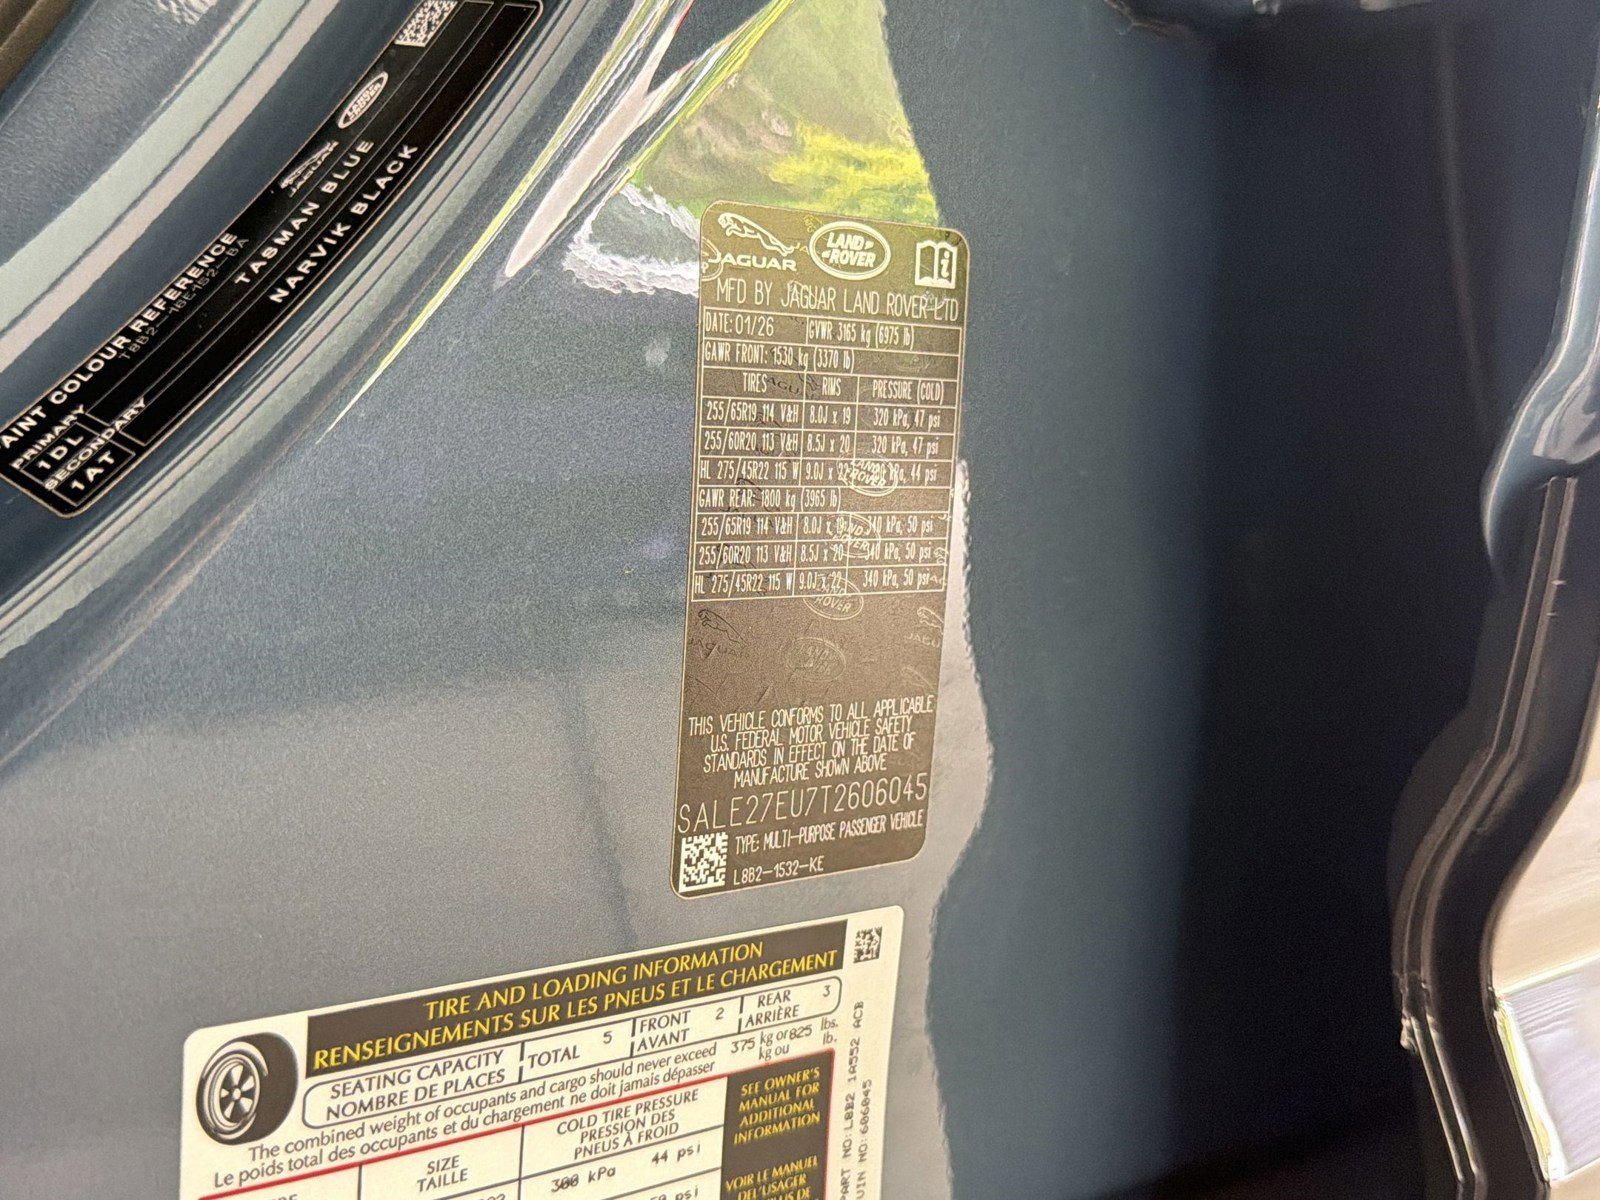 LAND ROVER
JAGUAR
AINT COLOUR REFERENCE
T8B2-16E152-BA
PRIMARY
1DL
TASMAN BLUE
SECONDARY
1AT
NARVIK BLACK
JAGUAR
LAND ROVER
MFD BY JAGUAR LAND ROVER LTD
DATE: 01/26 GVWR 3165 kg (6975 lb)
GAWR FRONT: 1530 kg (3370 lb)
TIRES RIMS PRESSURE (COLD)
255/65R19 114 V&H 8.0J x 19 320 kPa, 47 psi
255/60R20 113 V&H 8.5J x 20 320 kPa, 47 psi
HL 275/45R22 115 W 9.0J x 22 kPa, 44 psi
GAWR REAR: 1800 kg (3965 lb)
255/65R19 114 V&H 8.0J x 19 340 kPa, 50 psi
255/60R20 113 V&H 8.5J x 20 340 kPa, 50 psi
HL 275/45R22 115 W 9.0J x 22 340 kPa, 50 psi
THIS VEHICLE CONFORMS TO ALL APPLICABLE
U.S. FEDERAL MOTOR VEHICLE SAFETY
STANDARDS IN EFFECT ON THE DATE OF
MANUFACTURE SHOWN ABOVE
SALE27EU7T2606045
TYPE: MULTI-PURPOSE PASSENGER VEHICLE
L8B2-1532-KE
TIRE AND LOADING INFORMATION
RENSEIGNEMENTS SUR LES PNEUS ET LE CHARGEMENT
SEATING CAPACITY
NOMBRE DE PLACES
TOTAL 5
FRONT 2
AVANT
REAR 3
ARRIÈRE
The combined weight of occupants and cargo should never exceed 375 kg or 825 lbs.
Le poids total des occupants et du chargement ne doit jamais dépasser kg ou lb.
SIZE
TAILLE
COLD TIRE PRESSURE
PRESSION DES
PNEUS À FROID
300 kPa 44 psi
psi
SEE OWNER'S
MANUAL FOR
ADDITIONAL
INFORMATION
VOIR LE MANUEL
DE L'USAGER
PART NO: L8B2 1A552 ACB
VIN NO: 606045